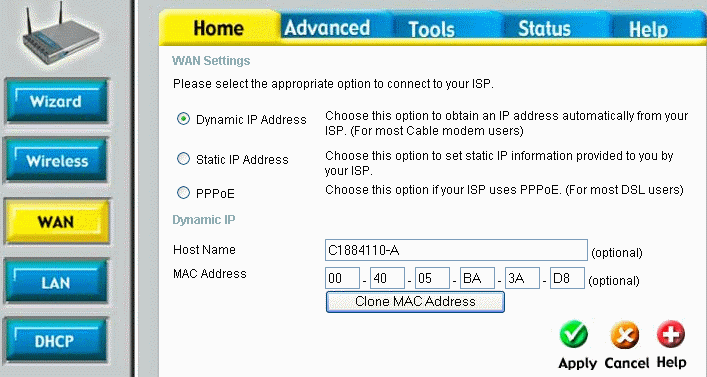 Home Advanced Tools Status Help
Wizard
Wireless
WAN
LAN
DHCP
WAN Settings
Please select the appropriate option to connect to your ISP.
Dynamic IP Address Choose this option to obtain an IP address automatically from your
ISP. (For most Cable modem users)
Static IP Address Choose this option to set static IP information provided to you by
your ISP.
PPPoE Choose this option if your ISP uses PPPoE. (For most DSL users)
Dynamic IP
Host Name C1884110-A (optional)
MAC Address 00 - 40 - 05 - BA - 3A - D8 (optional)
Clone MAC Address
Apply Cancel Help